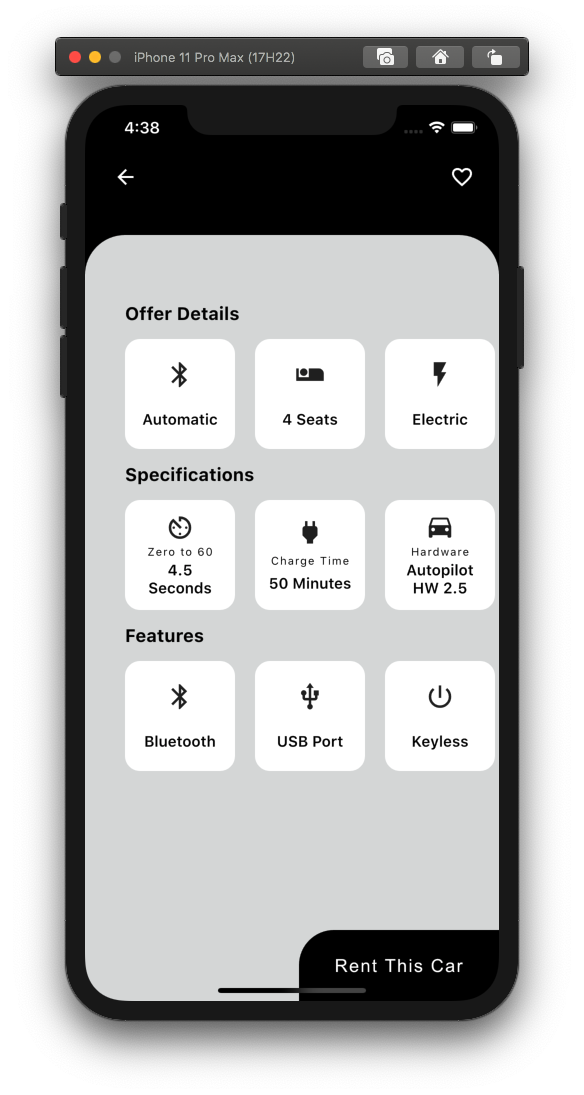 iPhone 11 Pro Max (17H22)
4:38
Offer Details
Automatic
4 Seats
Electric
Specifications
Zero to 60
4.5
Seconds
Charge Time
50 Minutes
Hardware
Autopilot
HW 2.5
Features
Bluetooth
USB Port
Keyless
Rent This Car